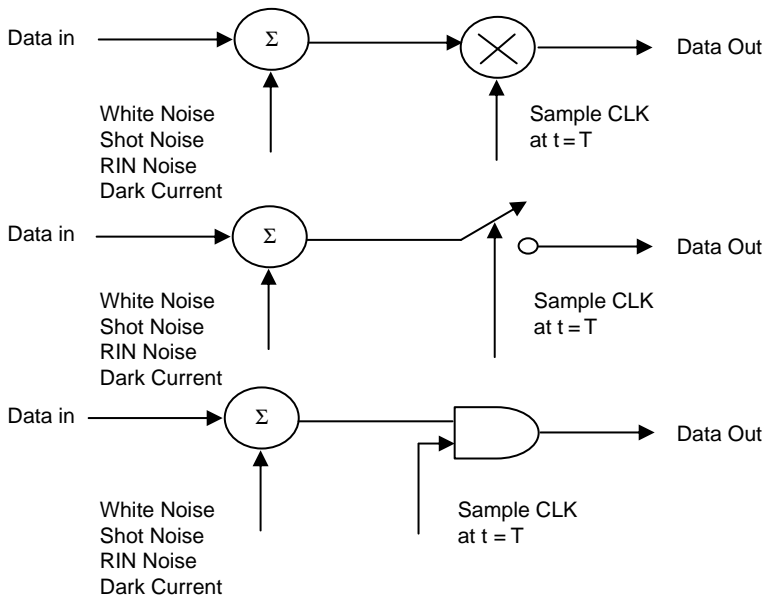 Data in
Σ
Data Out
White Noise
Shot Noise
RIN Noise
Dark Current
Sample CLK
at t = T
Data in
Σ
Data Out
White Noise
Shot Noise
RIN Noise
Dark Current
Sample CLK
at t = T
Data in
Σ
Data Out
White Noise
Shot Noise
RIN Noise
Dark Current
Sample CLK
at t = T